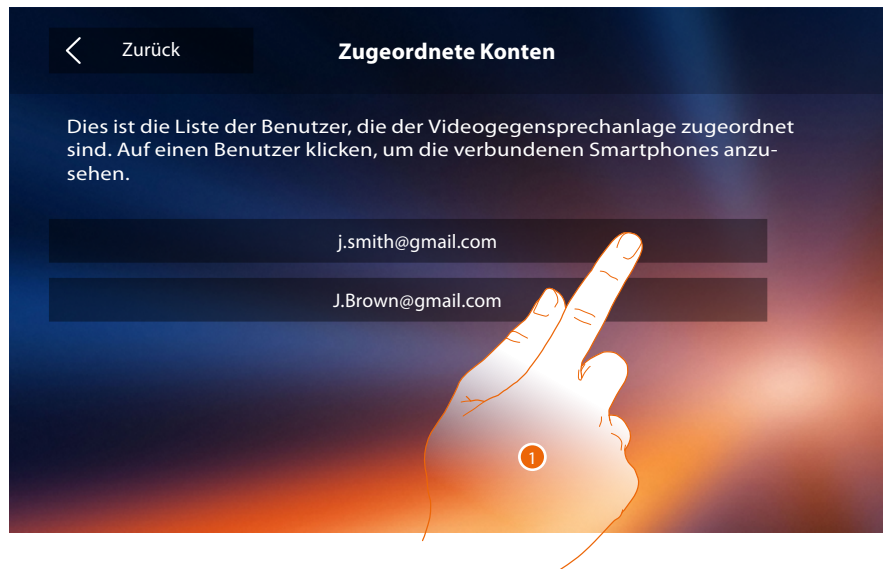 Zurück
Zugeordnete Konten
Dies ist die Liste der Benutzer, die der Videogegensprechanlage zugeordnet
sind. Auf einen Benutzer klicken, um die verbundenen Smartphones anzu-
sehen.
j.smith@gmail.com
J.Brown@gmail.com
1